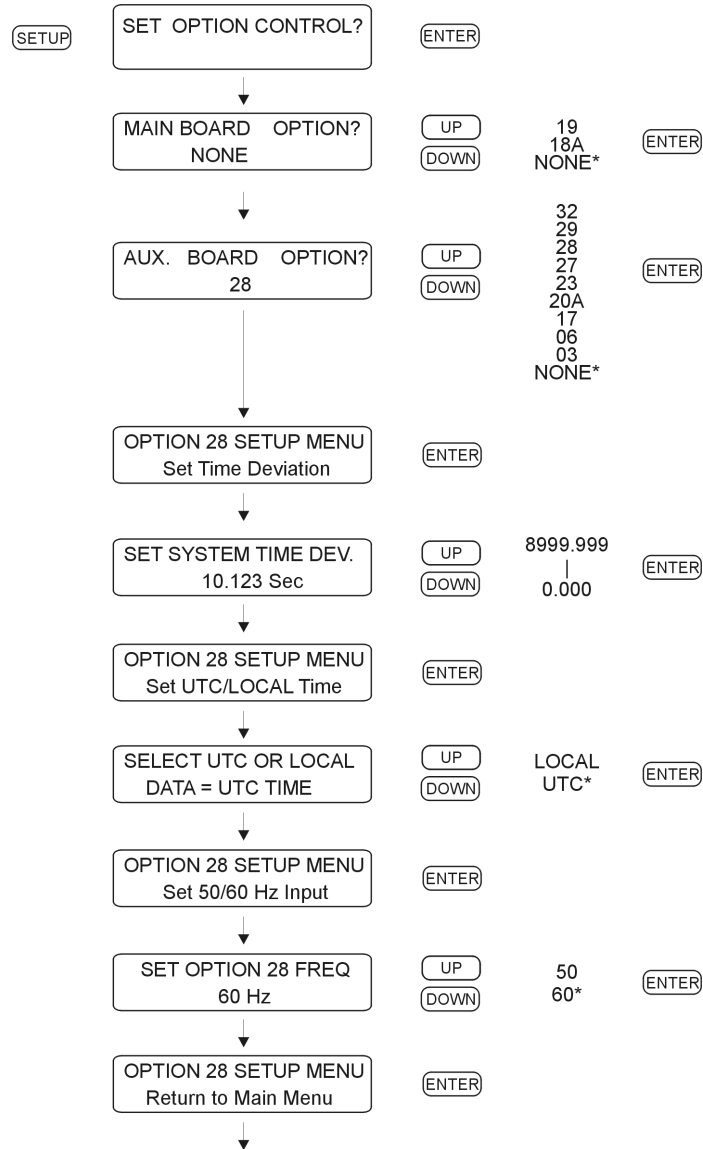 SETUP
SET OPTION CONTROL?
ENTER
MAIN BOARD OPTION?
NONE
UP
DOWN
19
18A
NONE*
ENTER
AUX. BOARD OPTION?
28
UP
DOWN
32
29
28
27
23
20A
17
06
03
NONE*
ENTER
OPTION 28 SETUP MENU
Set Time Deviation
ENTER
SET SYSTEM TIME DEV.
10.123 Sec
UP
DOWN
8999.999
|
0.000
ENTER
OPTION 28 SETUP MENU
Set UTC/LOCAL Time
ENTER
SELECT UTC OR LOCAL
DATA = UTC TIME
UP
DOWN
LOCAL
UTC*
ENTER
OPTION 28 SETUP MENU
Set 50/60 Hz Input
ENTER
SET OPTION 28 FREQ
60 Hz
UP
DOWN
50
60*
ENTER
OPTION 28 SETUP MENU
Return to Main Menu
ENTER